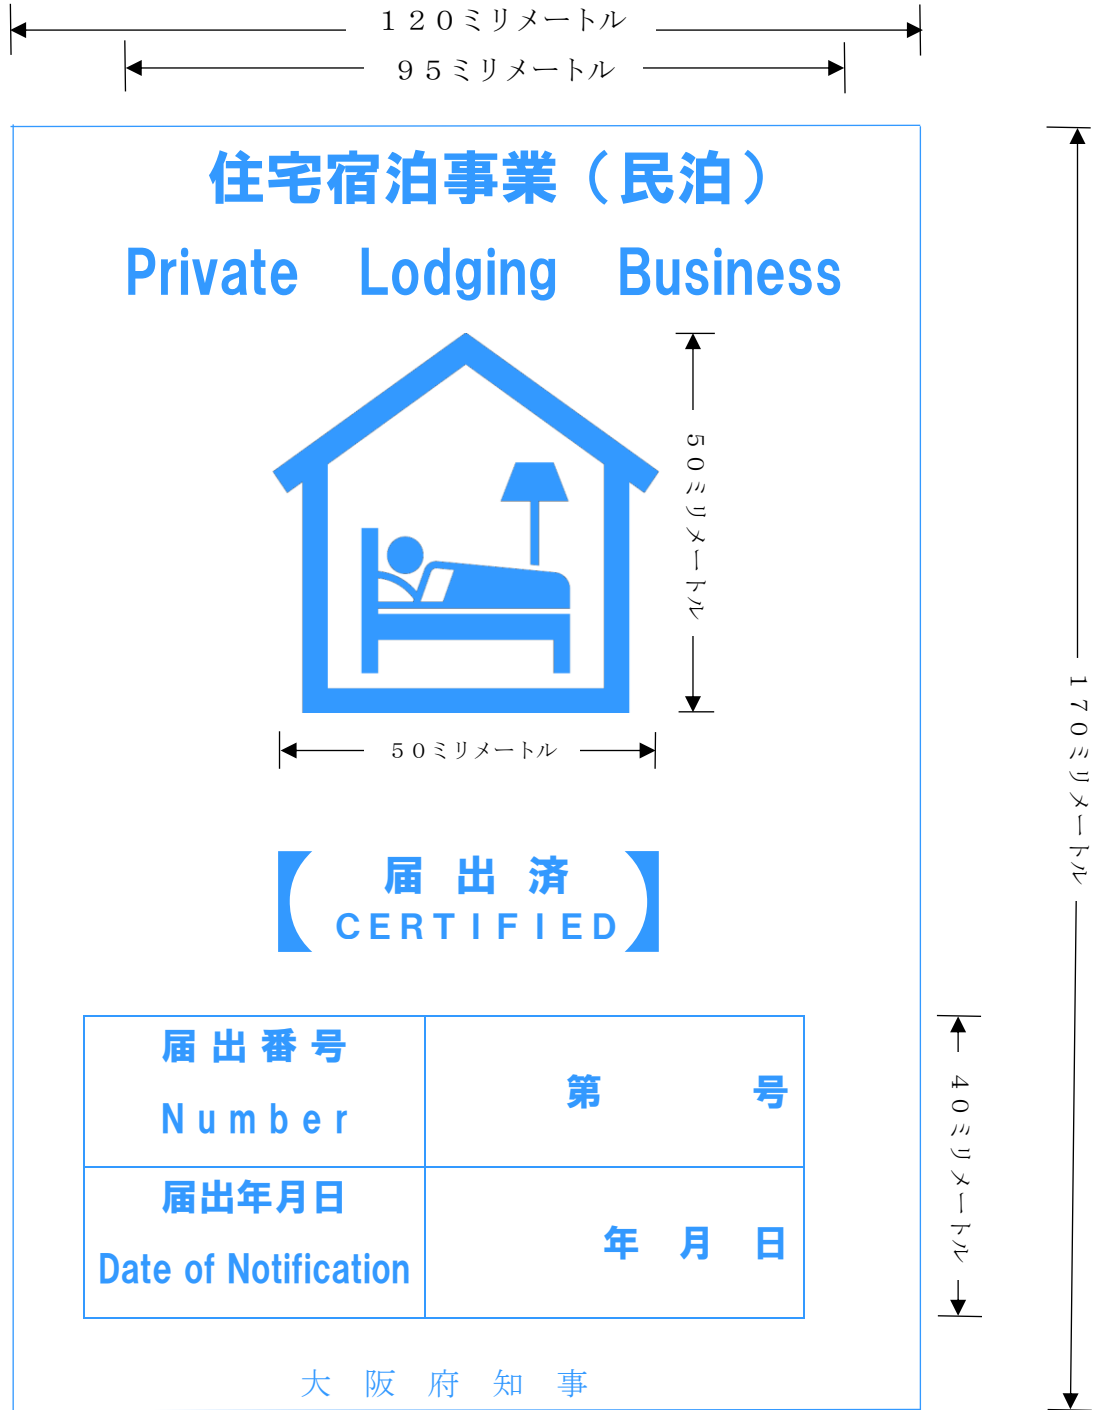 120ミリメートル
95ミリメートル
住宅宿泊事業（民泊）
Private Lodging Business
50ミリメートル
50ミリメートル
170ミリメートル
【届出済
CERTIFIED】
届出番号
Number
第 号
届出年月日
Date of Notification
年 月 日
40ミリメートル
大阪府知事